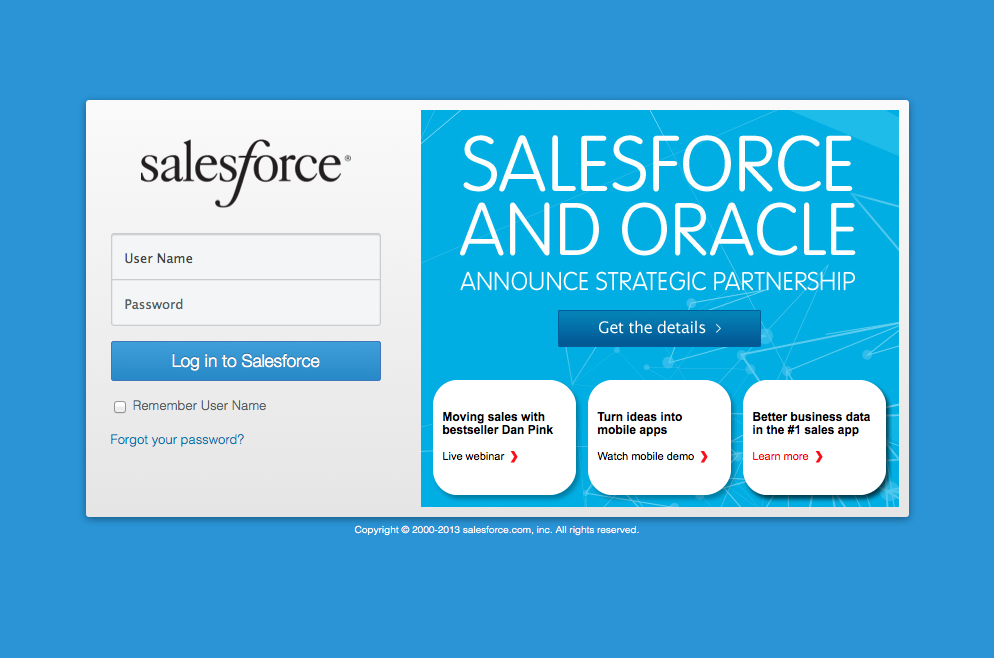 salesforce®
User Name
Password
Log in to Salesforce
Remember User Name
Forgot your password?
SALESFORCE
AND ORACLE
ANNOUNCE STRATEGIC PARTNERSHIP
Get the details >
Moving sales with
bestseller Dan Pink
Live webinar ❯
Turn ideas into
mobile apps
Watch mobile demo ❯
Better business data
in the #1 sales app
Learn more ❯
Copyright © 2000-2013 salesforce.com, inc. All rights reserved.